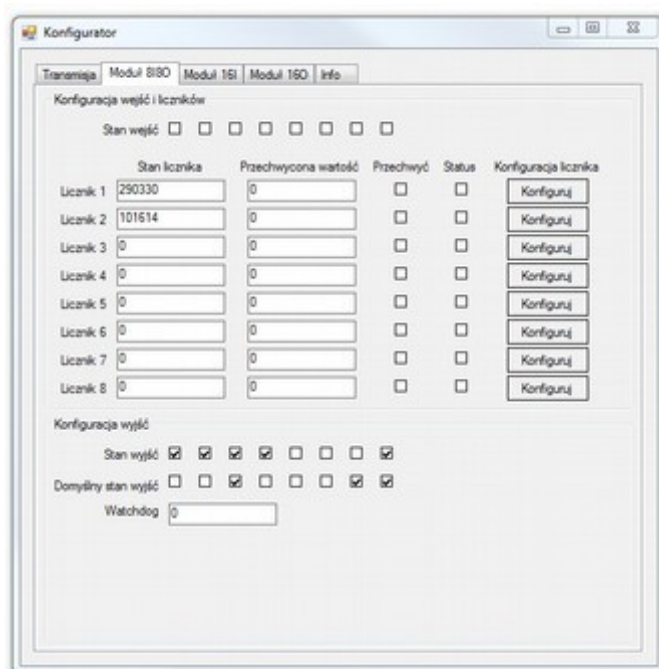 Konfigurator
Transmisja Moduł 8I8O Moduł 16I Moduł 16O Info
Konfiguracja wejść i liczników
Stan wejść
Stan licznika Przechwycona wartość Przechwyć Status Konfiguracja licznika
Licznik 1 290330 0 Konfiguruj
Licznik 2 101614 0 Konfiguruj
Licznik 3 0 0 Konfiguruj
Licznik 4 0 0 Konfiguruj
Licznik 5 0 0 Konfiguruj
Licznik 6 0 0 Konfiguruj
Licznik 7 0 0 Konfiguruj
Licznik 8 0 0 Konfiguruj
Konfiguracja wyjść
Stan wyjść
Domyślny stan wyjść
Watchdog 0